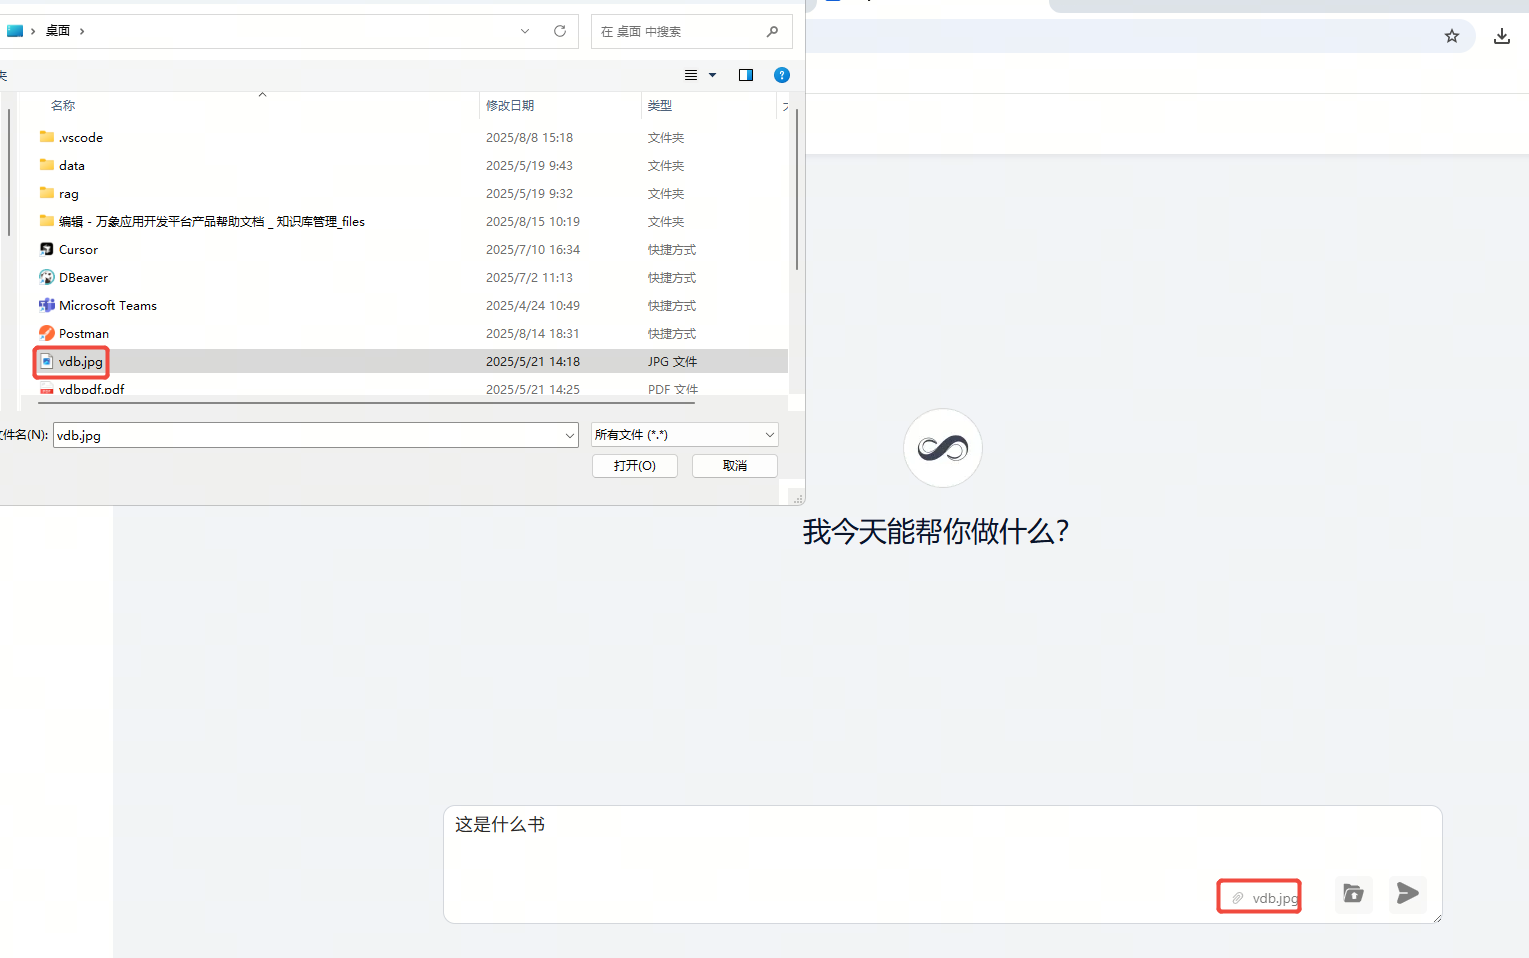 桌面
在 桌面 中搜索
夹
名称 修改日期 类型
.vscode 2025/8/8 15:18 文件夹
data 2025/5/19 9:43 文件夹
rag 2025/5/19 9:32 文件夹
编辑 - 万象应用开发平台产品帮助文档 _ 知识库管理_files 2025/8/15 10:19 文件夹
Cursor 2025/7/10 16:34 快捷方式
DBeaver 2025/7/2 11:13 快捷方式
Microsoft Teams 2025/4/24 10:49 快捷方式
Postman 2025/8/14 18:31 快捷方式
vdb.jpg 2025/5/21 14:18 JPG 文件
vdbpdf.pdf 2025/5/21 14:25 PDF 文件
文件名(N): vdb.jpg 所有文件 (*.*)
打开(O) 取消
我今天能帮你做什么?
这是什么书
vdb.jpg